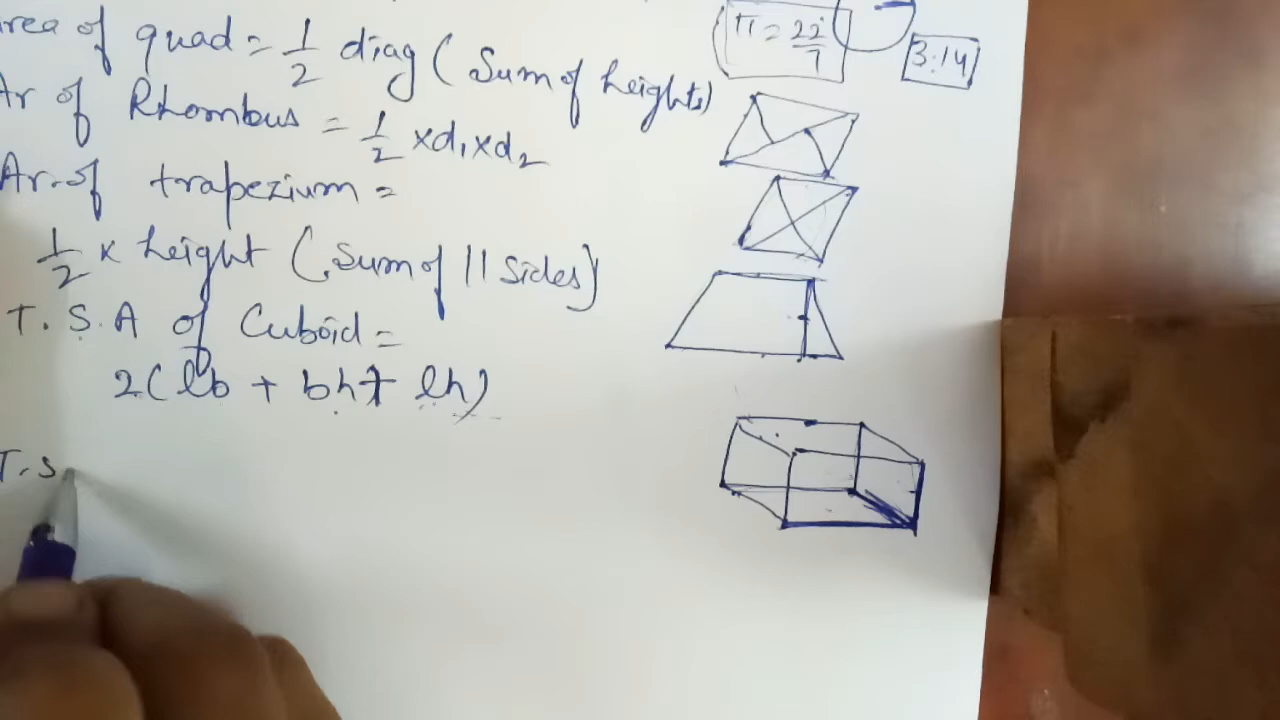 rea of quad = 1/2 diag (Sum of heights)
π = 22/7
3.14
Ar of Rhombus = 1/2 × d1 × d2
Ar. of trapezium =
1/2 × height (Sum of || sides)
T. S. A of Cuboid =
2(lb + bh + lh)
T. S